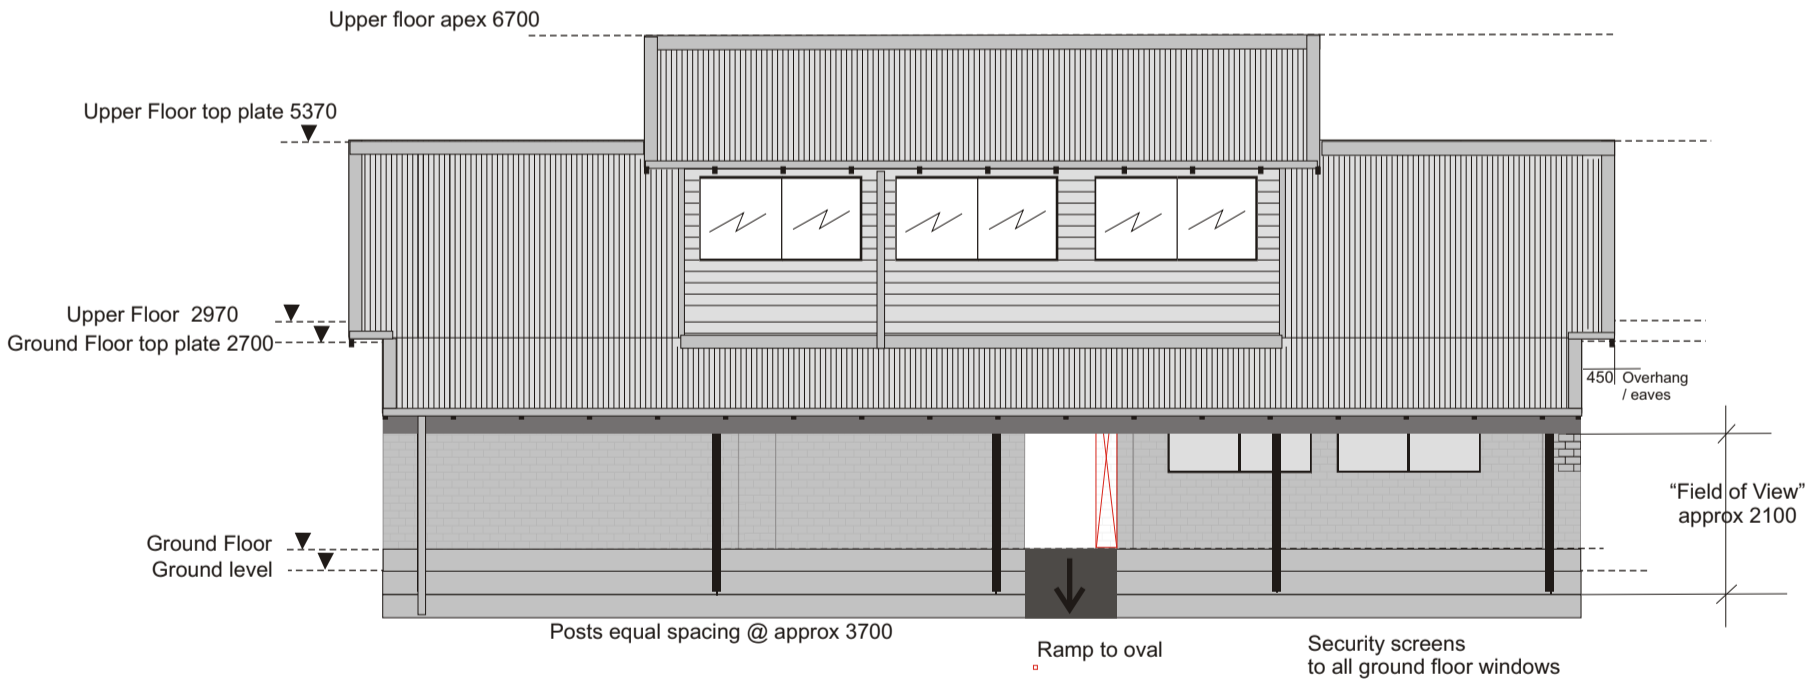 Upper floor apex 6700
Upper Floor top plate 5370
Upper Floor 2970
Ground Floor top plate 2700
450 Overhang
/ eaves
“Field of View”
approx 2100
Ground Floor
Ground level
Posts equal spacing @ approx 3700
Ramp to oval
Security screens
to all ground floor windows